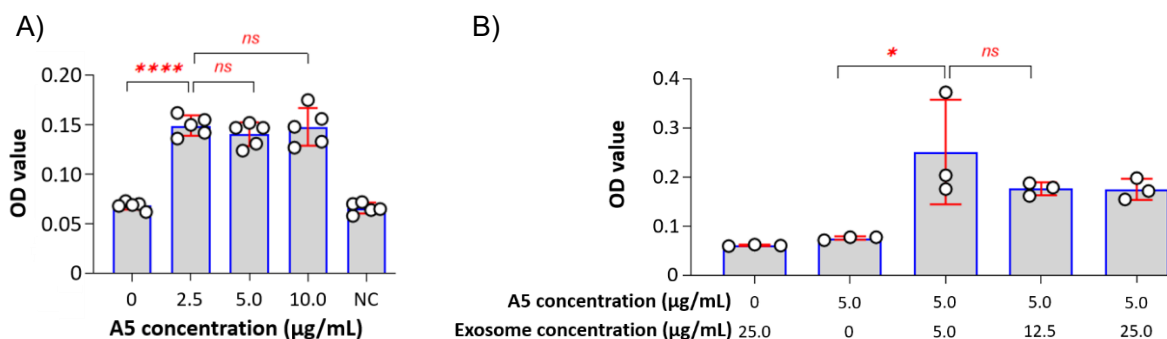 A)
ns
**** ns
0.20
0.15
0.10
0.05
0
OD value
0 2.5 5.0 10.0 NC
A5 concentration (µg/mL)
B)
* ns
0.4
0.3
0.2
0.1
0
OD value
A5 concentration (µg/mL) 0 5.0 5.0 5.0 5.0
Exosome concentration (µg/mL) 25.0 0 5.0 12.5 25.0